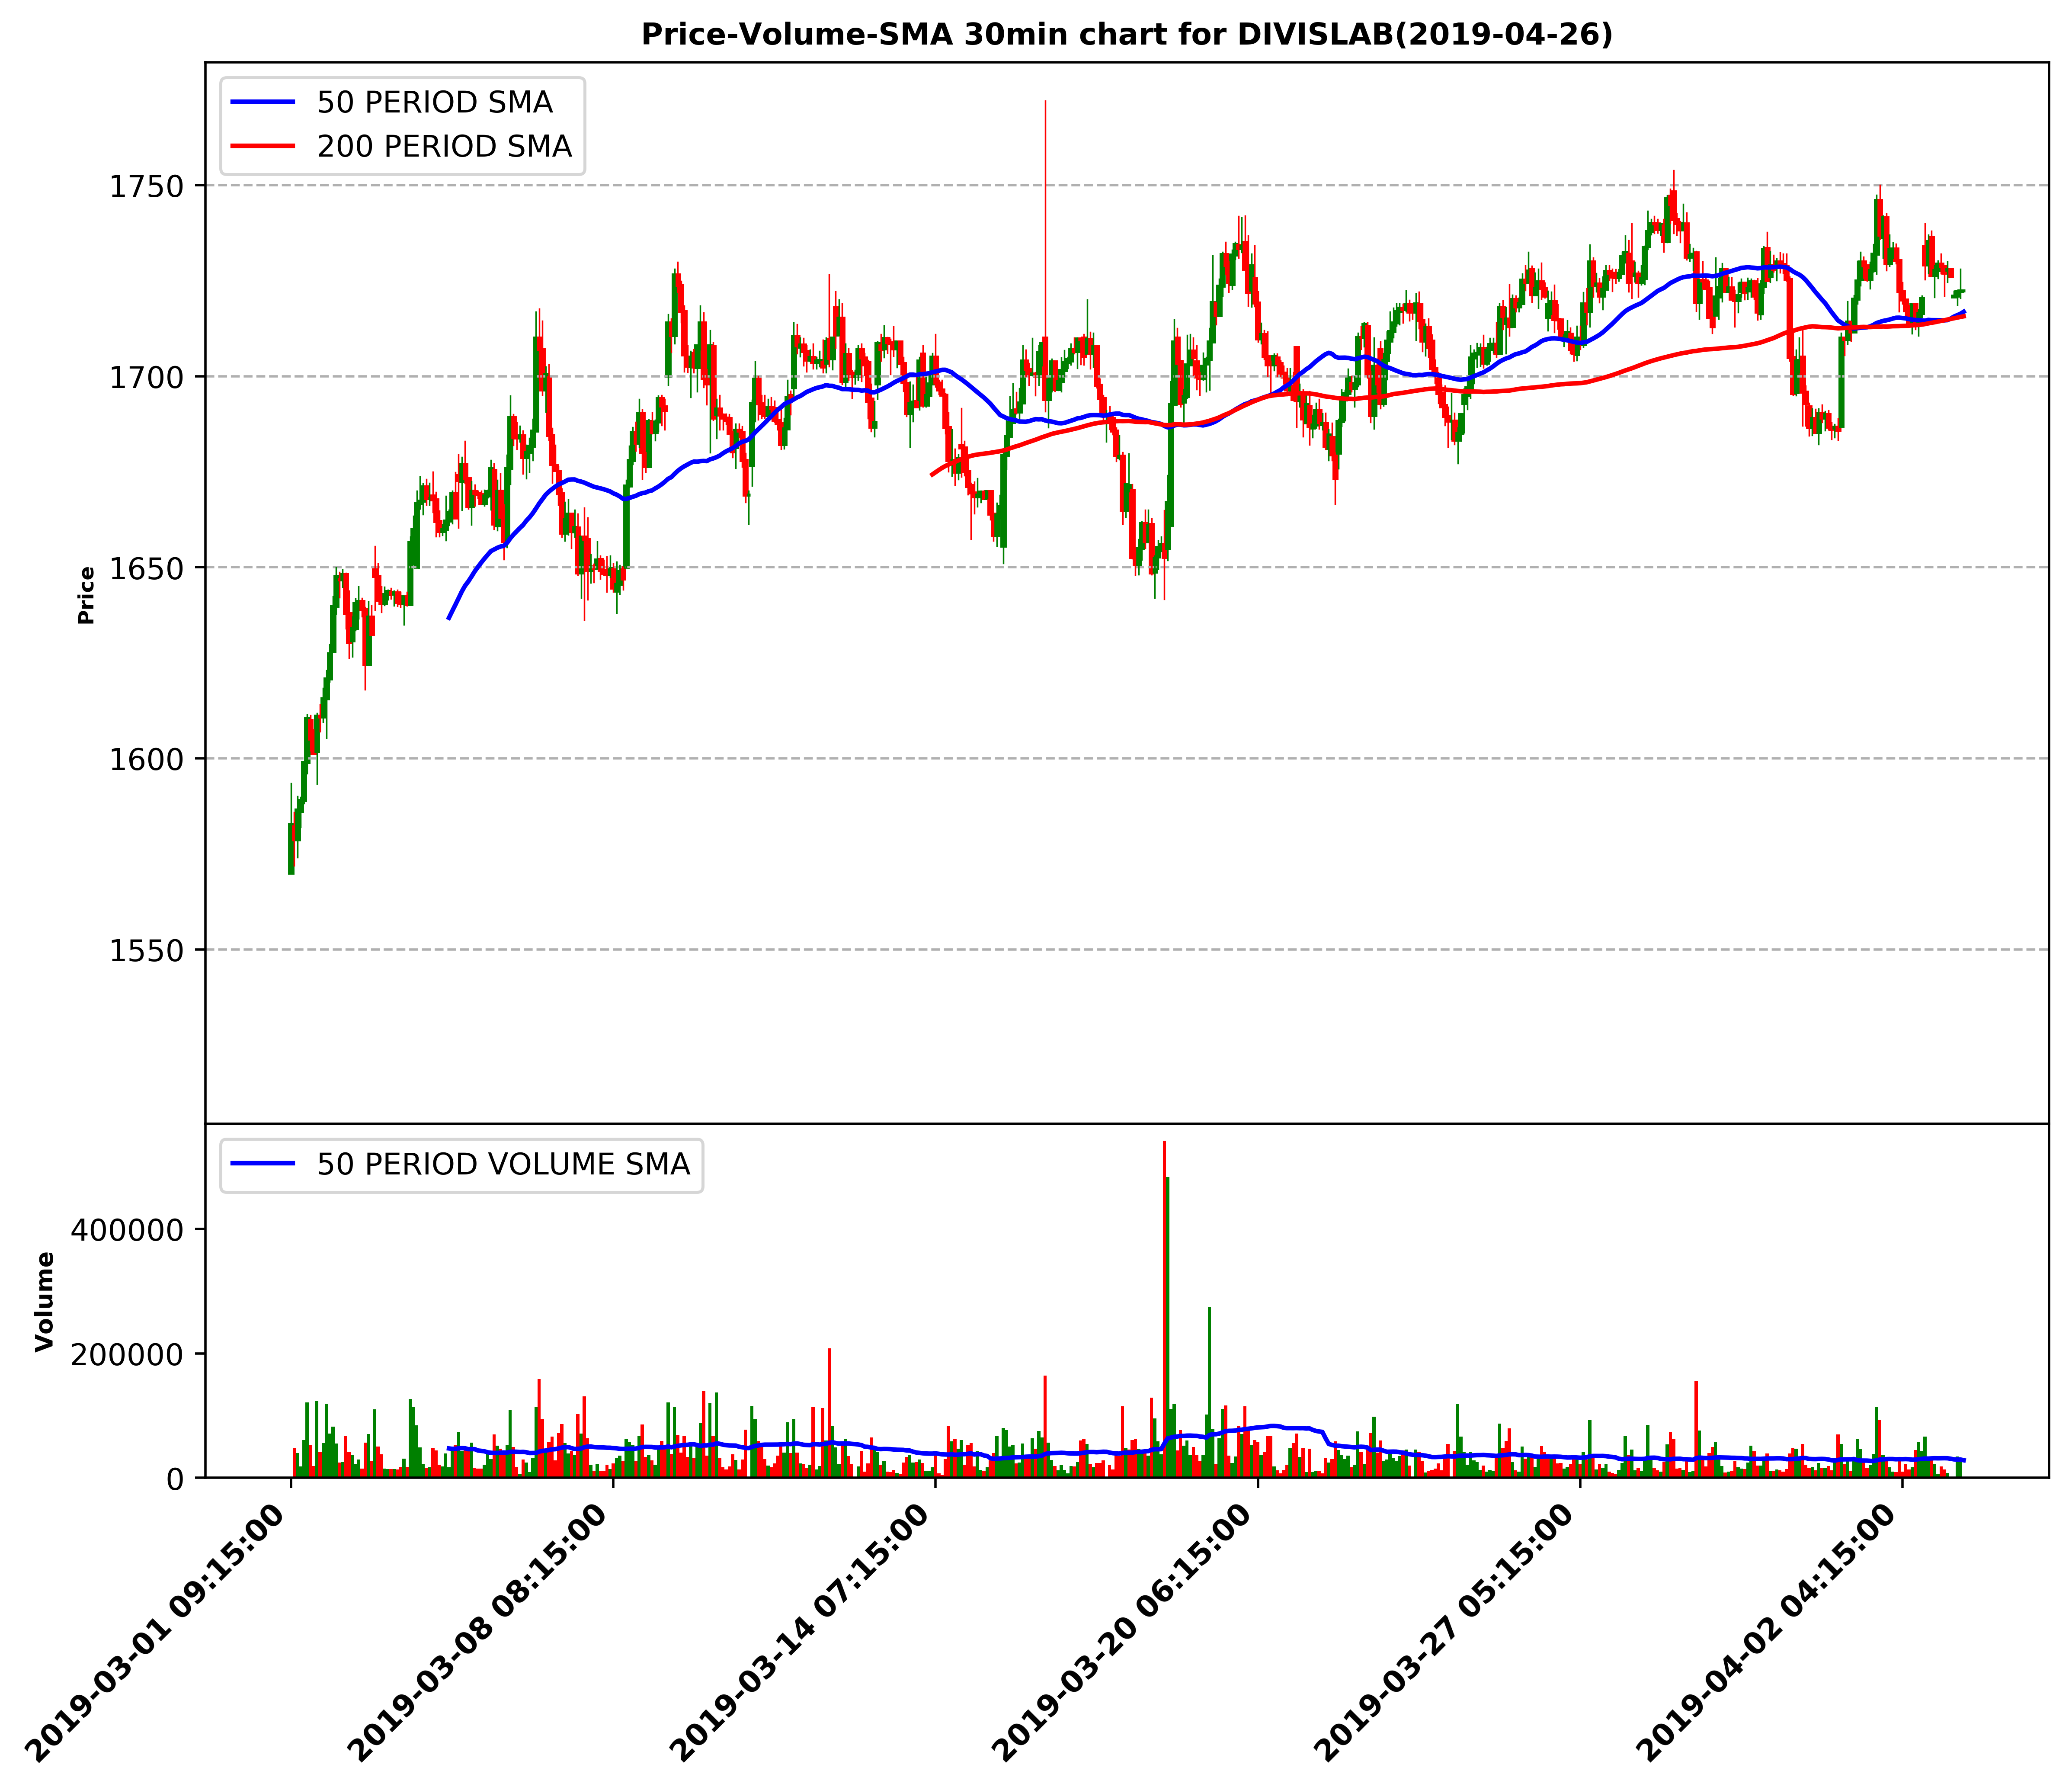 Price-Volume-SMA 30min chart for DIVISLAB(2019-04-26)
50 PERIOD SMA
200 PERIOD SMA
1750
1700
1650
1600
1550
Price
50 PERIOD VOLUME SMA
400000
200000
0
Volume
2019-03-01 09:15:00
2019-03-08 08:15:00
2019-03-14 07:15:00
2019-03-20 06:15:00
2019-03-27 05:15:00
2019-04-02 04:15:00